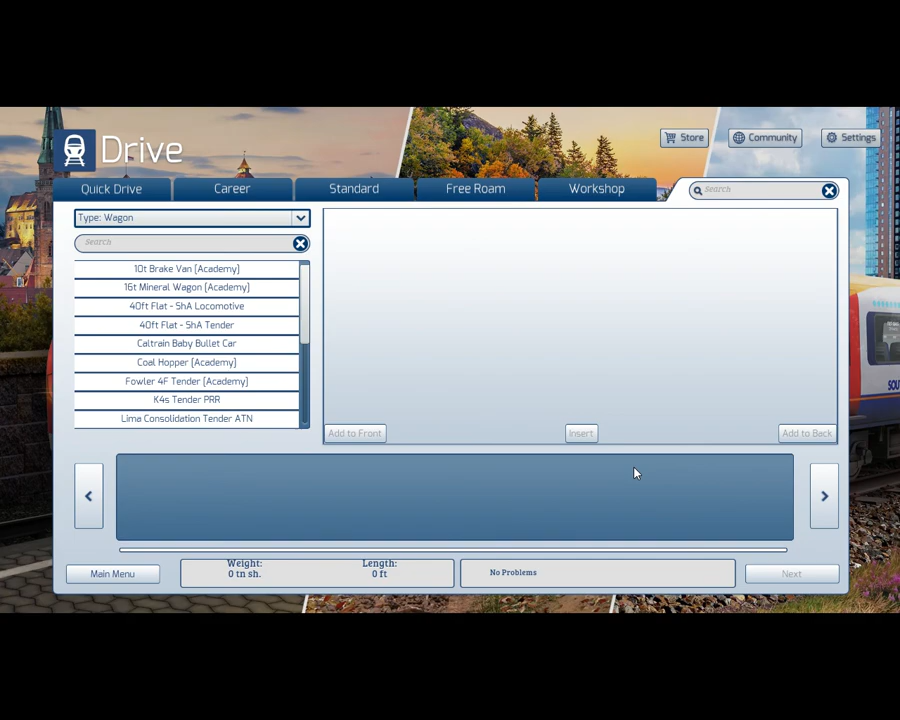 Drive
Store
Community
Settings
Quick Drive
Career
Standard
Free Roam
Workshop
Search
Type: Wagon
Search
10t Brake Van [Academy]
16t Mineral Wagon [Academy]
40ft Flat - ShA Locomotive
40ft Flat - ShA Tender
Caltrain Baby Bullet Car
Coal Hopper [Academy]
Fowler 4F Tender [Academy]
K4s Tender PRR
Lima Consolidation Tender ATN
Add to Front
Insert
Add to Back
Main Menu
Weight:
0 tn sh.
Length:
0 ft
No Problems
Next